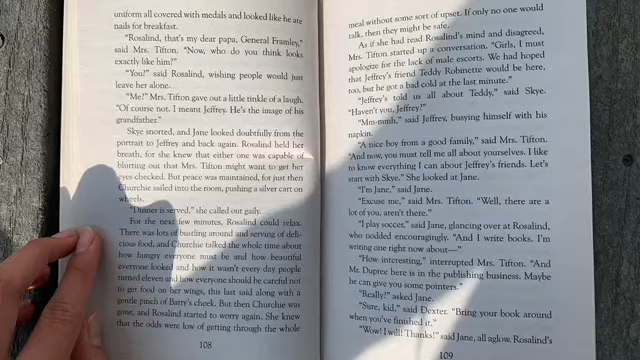 uniform all covered with medals and looked like he ate
nails for breakfast.
"Rosalind, that's my dear papa, General Framley,"
said Mrs. Tifton. "Now, who do you think looks
exactly like him?"
"You?" said Rosalind, wishing people would just
leave her alone.
"Me?" Mrs. Tifton gave out a little tinkle of a laugh.
"Of course not. I meant Jeffrey. He's the image of his
grandfather."
Skye snorted, and Jane looked doubtfully from the
portrait to Jeffrey and back again. Rosalind held her
breath, for she knew that either one was capable of
blurting out that Mrs. Tifton might want to get her
eyes checked. But peace was maintained, for just then
Churchie sailed into the room, pushing a silver cart on
wheels.
"Dinner is served," she called out gaily.
For the next few minutes, Rosalind could relax.
There was lots of bustling around and serving of deli-
cious food, and Churchie talked the whole time about
how hungry everyone must be and how beautiful
everyone looked and how it wasn't every day people
turned eleven and how everyone should be careful not
to get food on her wings, this last said along with a
gentle pinch of Batty's cheek. But then Churchie was
gone, and Rosalind started to worry again. She knew
that the odds were low of getting through the whole
108
meal without some sort of upset. If only no one would
talk, then they might be safe.
As if she had read Rosalind's mind and disagreed,
Mrs. Tifton started up a conversation. "Girls, I must
apologize for the lack of male escorts. We had hoped
that Jeffrey's friend Teddy Robinette would be here,
too, but he got a bad cold at the last minute."
"Jeffrey's told us all about Teddy," said Skye.
"Haven't you, Jeffrey?"
"Mm-mmh," said Jeffrey, busying himself with his
napkin.
"A nice boy from a good family," said Mrs. Tifton.
"And now, you must tell me all about yourselves. I like
to know everything I can about Jeffrey's friends. Let's
start with Skye." She looked at Jane.
"I'm Jane," said Jane.
"Excuse me," said Mrs. Tifton. "Well, there are a
lot of you, aren't there."
"I play soccer," said Jane, glancing over at Rosalind,
who nodded encouragingly. "And I write books. I'm
writing one right now about—"
"How interesting," interrupted Mrs. Tifton. "And
Mr. Dupree here is in the publishing business. Maybe
he can give you some pointers."
"Really?" asked Jane.
"Sure, kid," said Dexter. "Bring your book around
when you've finished it."
"Wow! I will! Thanks!" said Jane, all aglow. Rosalind's
109